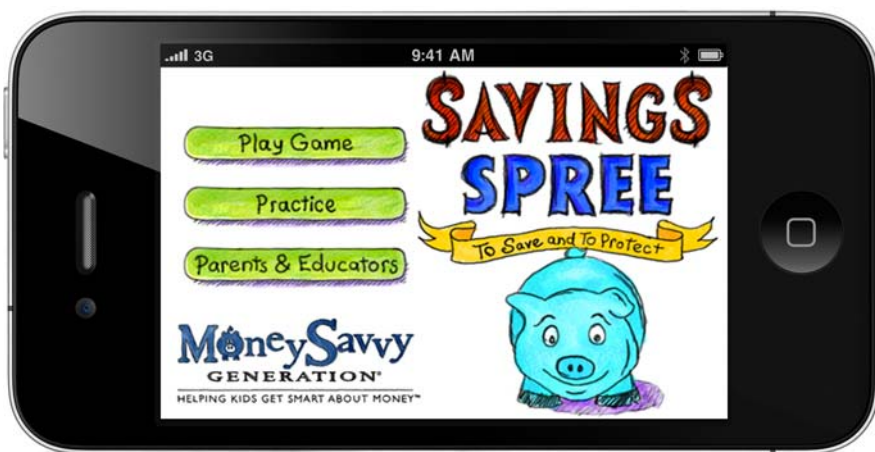 3G 9:41 AM
Play Game
Practice
Parents & Educators
MoneySavvy
GENERATION®
HELPING KIDS GET SMART ABOUT MONEY™
SAVINGS
SPREE
To Save and To Protect